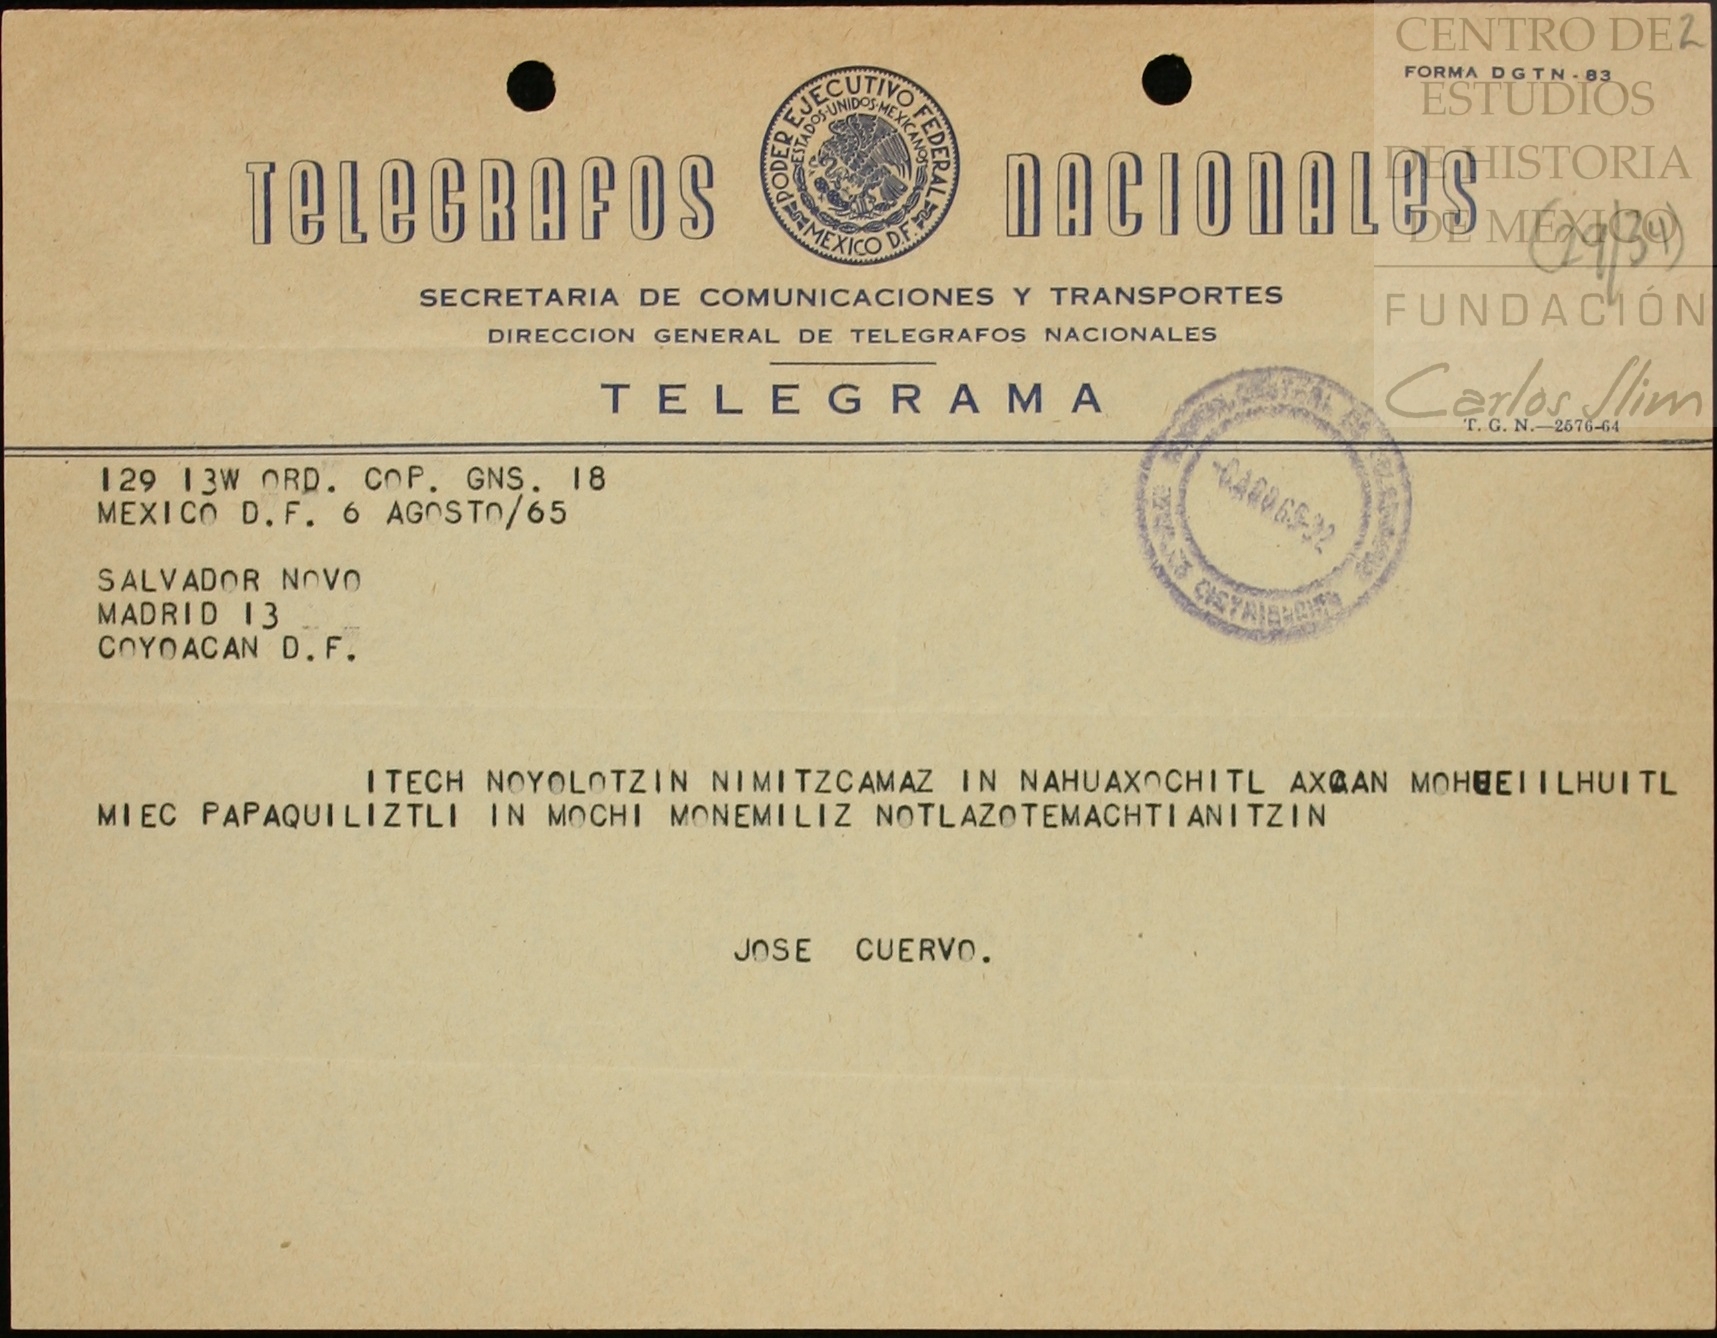 CENTRO DE 2
FORMA DGTN-83
ESTUDIOS
DE HISTORIA
DE MÉXICO
(29/34)
FUNDACIÓN
Carlos Slim
PODER EJECUTIVO FEDERAL
ESTADOS·UNIDOS·MEXICANOS
MEXICO D.F.
TELEGRAFOS NACIONALES
SECRETARIA DE COMUNICACIONES Y TRANSPORTES
DIRECCION GENERAL DE TELEGRAFOS NACIONALES
TELEGRAMA
T. G. N.—2576-64
129 13W ORD. COP. GNS. 18
MEXICO D.F. 6 AGOSTO/65
SALVADOR NOVO
MADRID 13
COYOACAN D.F.
ITECH NOYOLOTZIN NIMITZCAMAZ IN NAHUAXOCHITL AXCAN MOHUEIILHUITL
MIEC PAPAQUILIZTLI IN MOCHI MONEMILIZ NOTLAZOTEMACHTIANITZIN
JOSE CUERVO.